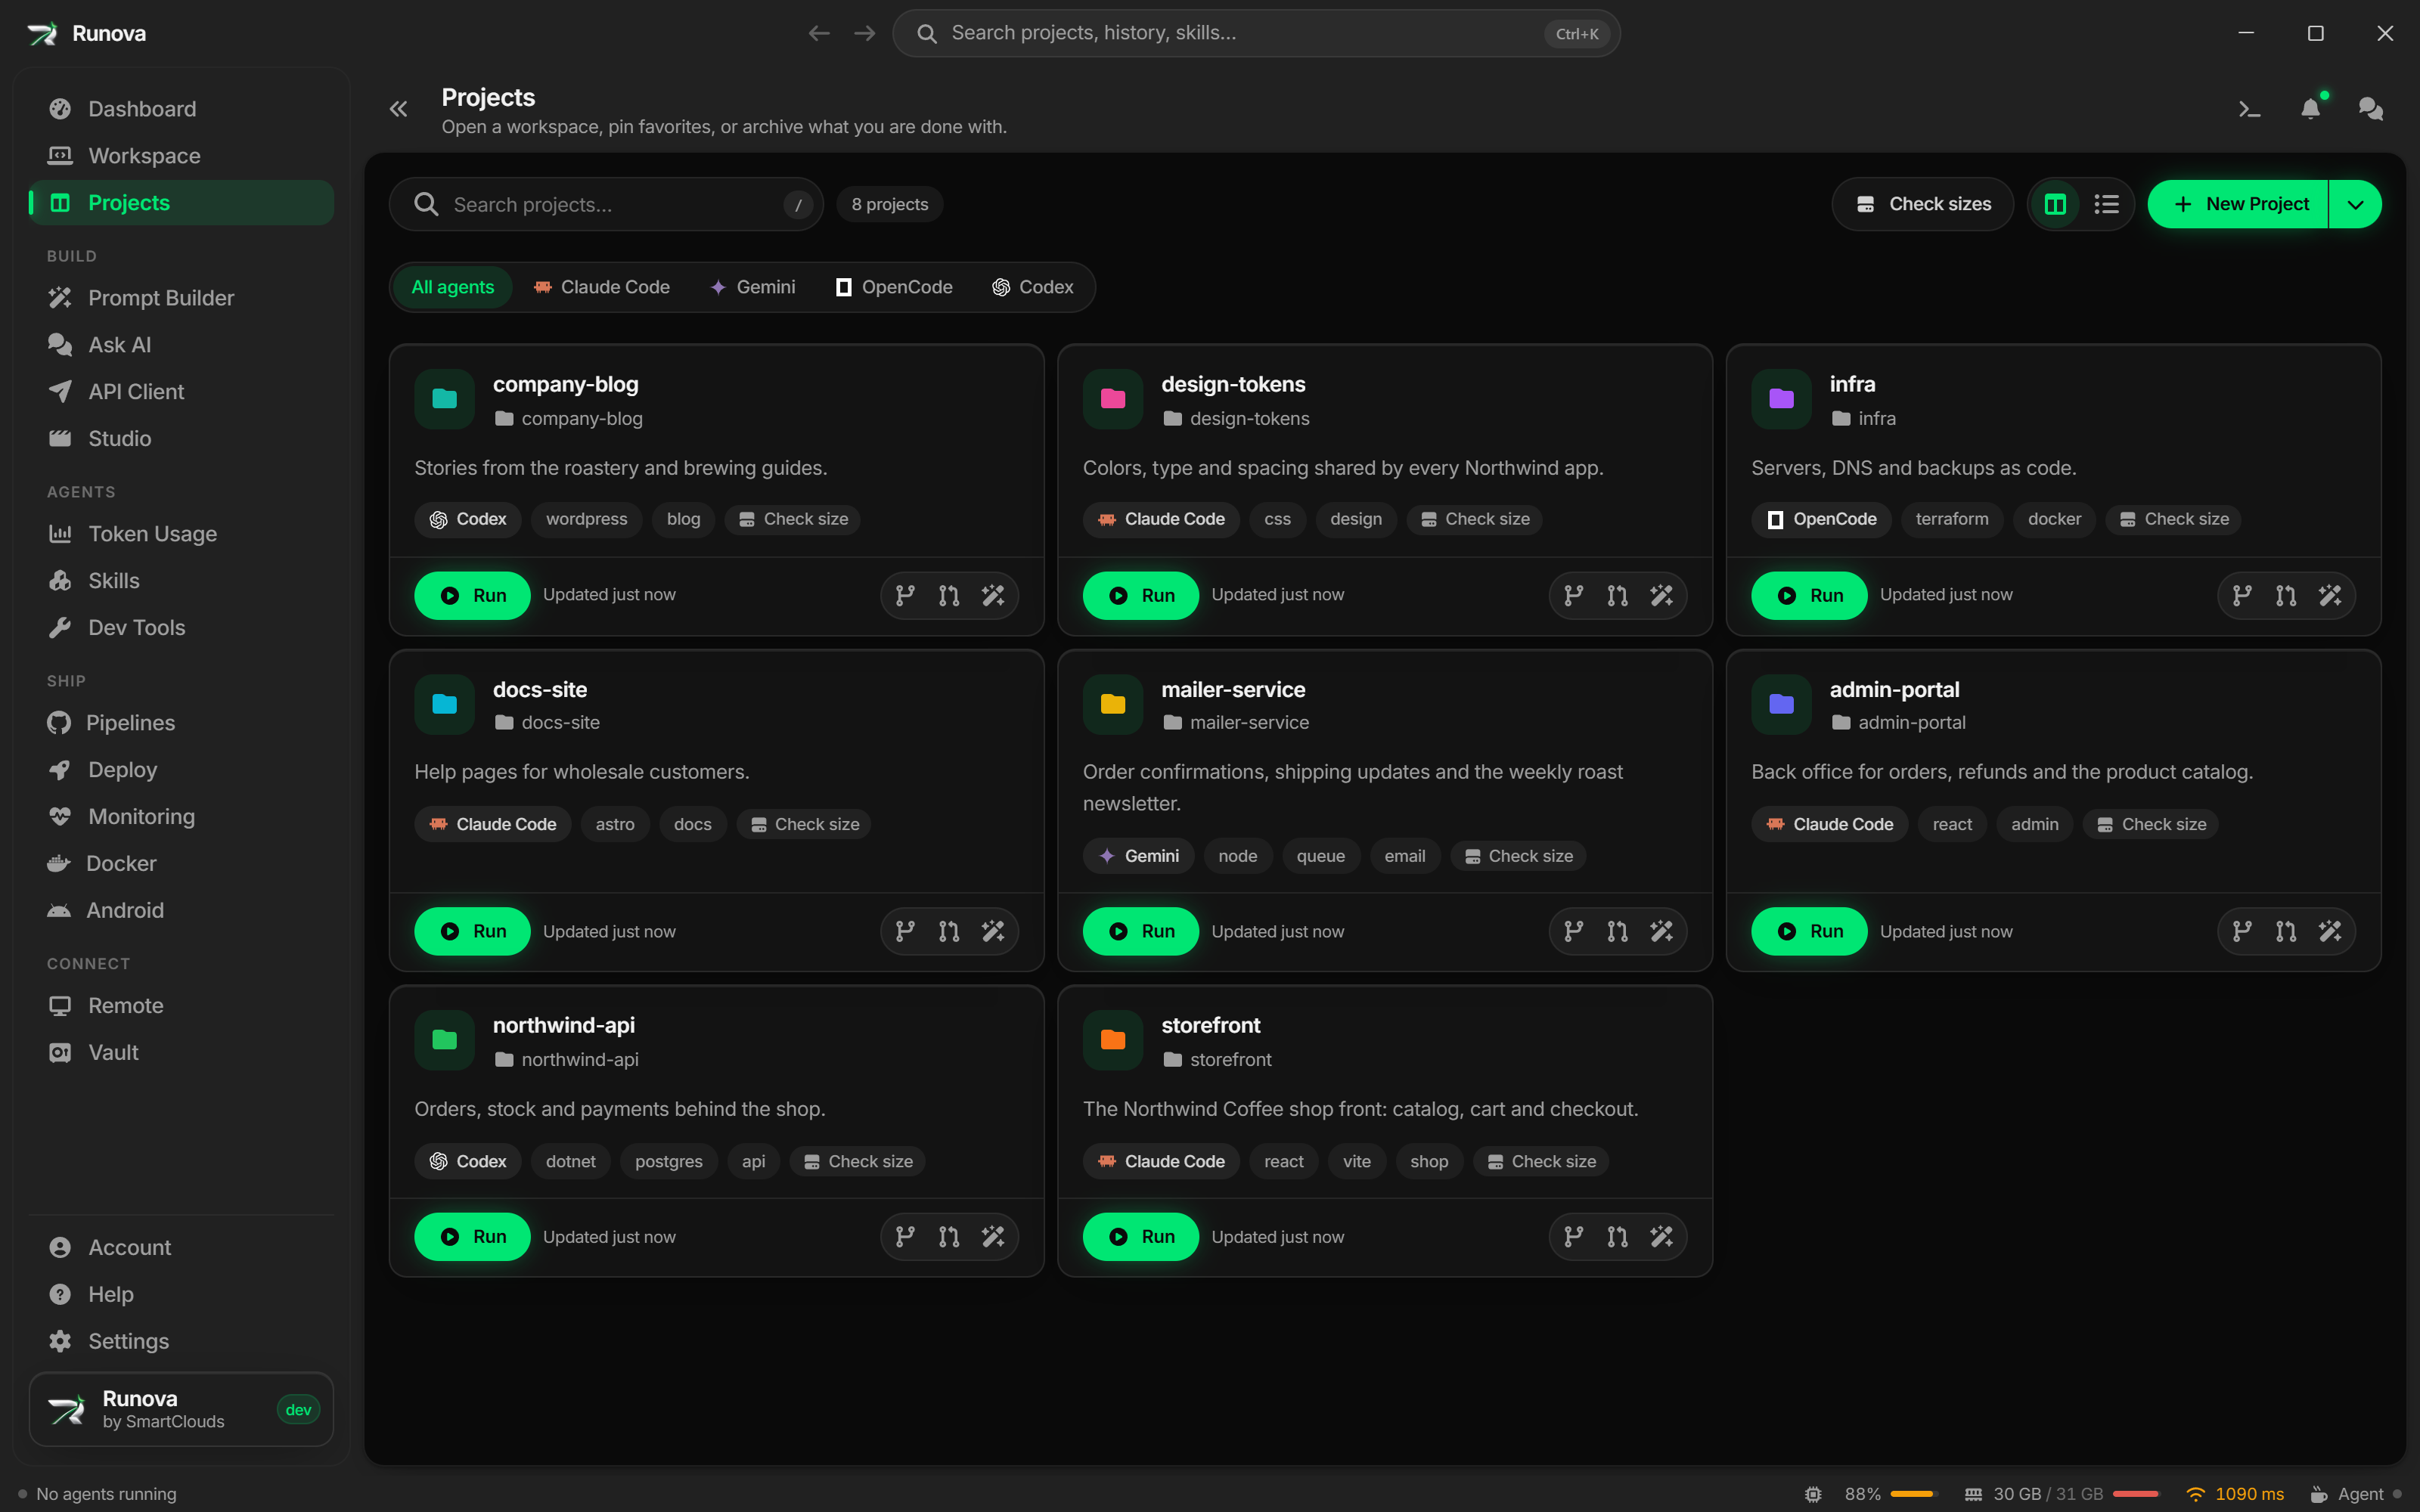 Runova
Search projects, history, skills...
Ctrl+K
Dashboard
Workspace
Projects
BUILD
Prompt Builder
Ask AI
API Client
Studio
AGENTS
Token Usage
Skills
Dev Tools
SHIP
Pipelines
Deploy
Monitoring
Docker
Android
CONNECT
Remote
Vault
Account
Help
Settings
Runova
by SmartClouds
dev
Projects
Open a workspace, pin favorites, or archive what you are done with.
Search projects...
/
8 projects
Check sizes
New Project
All agents
Claude Code
Gemini
OpenCode
Codex
company-blog
company-blog
Stories from the roastery and brewing guides.
Codex wordpress blog Check size
Run Updated just now
design-tokens
design-tokens
Colors, type and spacing shared by every Northwind app.
Claude Code css design Check size
Run Updated just now
infra
infra
Servers, DNS and backups as code.
OpenCode terraform docker Check size
Run Updated just now
docs-site
docs-site
Help pages for wholesale customers.
Claude Code astro docs Check size
Run Updated just now
mailer-service
mailer-service
Order confirmations, shipping updates and the weekly roast
newsletter.
Gemini node queue email Check size
Run Updated just now
admin-portal
admin-portal
Back office for orders, refunds and the product catalog.
Claude Code react admin Check size
Run Updated just now
northwind-api
northwind-api
Orders, stock and payments behind the shop.
Codex dotnet postgres api Check size
Run Updated just now
storefront
storefront
The Northwind Coffee shop front: catalog, cart and checkout.
Claude Code react vite shop Check size
Run Updated just now
No agents running
88% 30 GB / 31 GB 1090 ms Agent